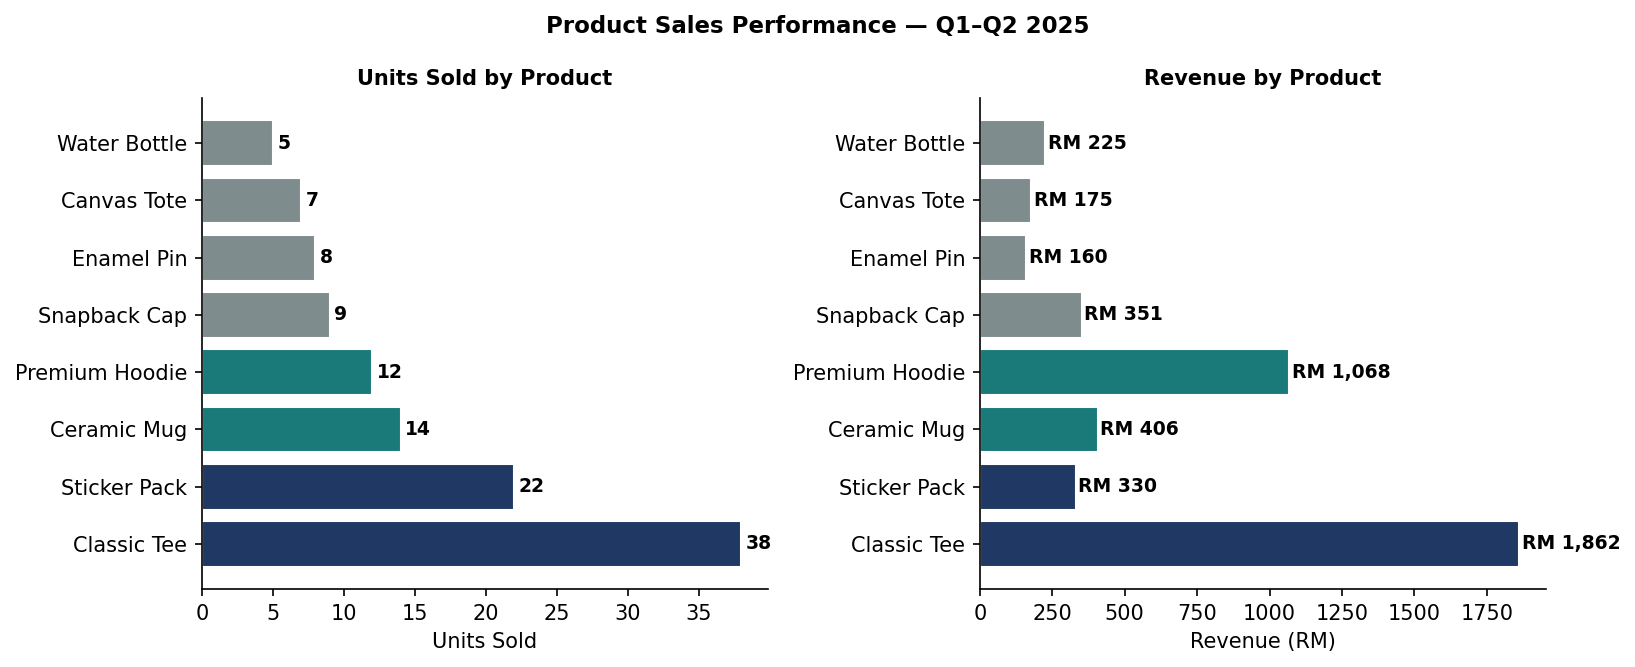 Product Sales Performance — Q1–Q2 2025
Units Sold by Product
Water Bottle 5
Canvas Tote 7
Enamel Pin 8
Snapback Cap 9
Premium Hoodie 12
Ceramic Mug 14
Sticker Pack 22
Classic Tee 38
0 5 10 15 20 25 30 35
Units Sold
Revenue by Product
Water Bottle RM 225
Canvas Tote RM 175
Enamel Pin RM 160
Snapback Cap RM 351
Premium Hoodie RM 1,068
Ceramic Mug RM 406
Sticker Pack RM 330
Classic Tee RM 1,862
0 250 500 750 1000 1250 1500 1750
Revenue (RM)